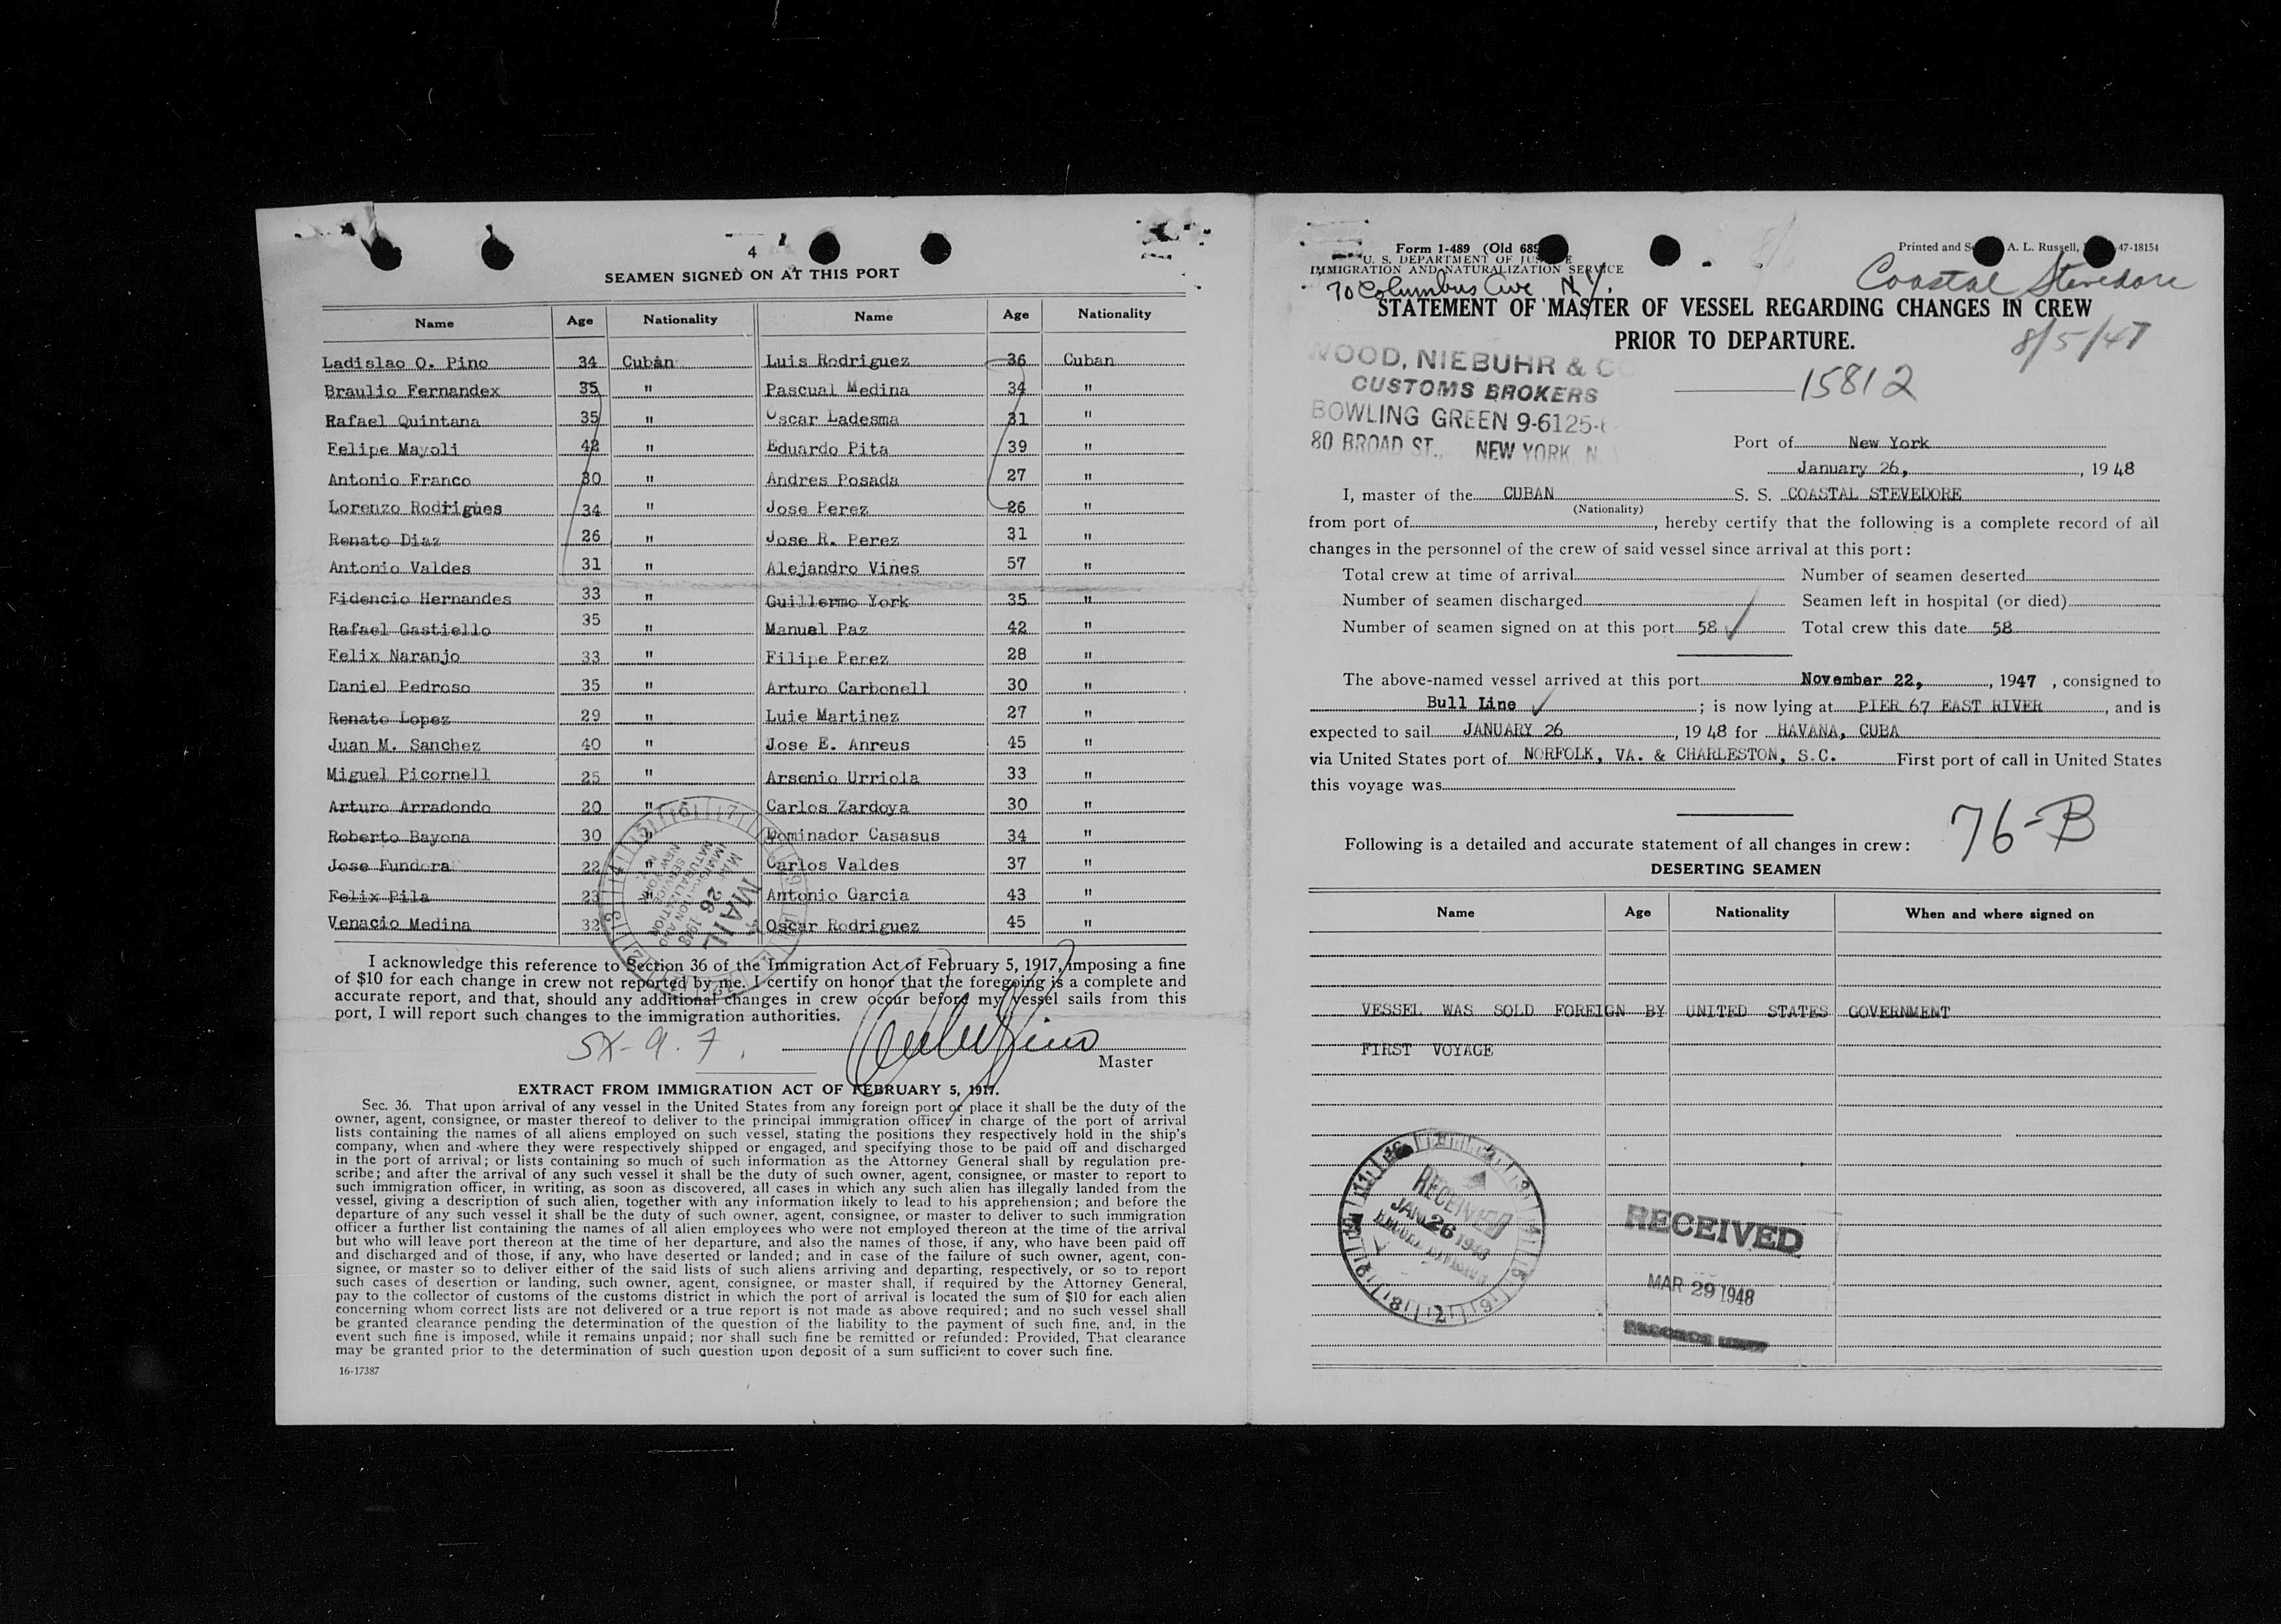 4
SEAMEN SIGNED ON AT THIS PORT
Name Age Nationality Name Age Nationality
Ladislao O. Pino 34 Cuban Luis Rodriguez 36 Cuban
Braulio Fernandex 35 " Pascual Medina 34 "
Rafael Quintana 35 " Oscar Ladesma 31 "
Felipe Mayoli 42 " Eduardo Pita 39 "
Antonio Franco 30 " Andres Posada 27 "
Lorenzo Rodrigues 34 " Jose Perez 26 "
Renato Diaz 26 " Jose R. Perez 31 "
Antonio Valdes 31 " Alejandro Vines 57 "
Fidencio Hernandes 33 " Guillermo York 35 "
Rafael Gastiello 35 " Manuel Paz 42 "
Felix Naranjo 33 " Filipe Perez 28 "
Daniel Pedroso 35 " Arturo Carbonell 30 "
Renato Lopez 29 " Luie Martinez 27 "
Juan M. Sanchez 40 " Jose E. Anreus 45 "
Miguel Picornell 25 " Arsenio Urriola 33 "
Arturo Arradondo 20 " Carlos Zardoya 30 "
Roberto Bayona 30 " Dominador Casasus 34 "
Jose Fundora 22 " Carlos Valdes 37 "
Felix Pila 23 " Antonio Garcia 43 "
Venacio Medina 32 Oscar Rodriguez 45 "
MAIL
IMMIGRATION AND
NATURALIZATION
SERVICE
NEW YORK
26 1948
I acknowledge this reference to Section 36 of the Immigration Act of February 5, 1917, imposing a fine
of $10 for each change in crew not reported by me. I certify on honor that the foregoing is a complete and
accurate report, and that, should any additional changes in crew occur before my vessel sails from this
port, I will report such changes to the immigration authorities.
SX-9.7.
Master
EXTRACT FROM IMMIGRATION ACT OF FEBRUARY 5, 1917.
Sec. 36. That upon arrival of any vessel in the United States from any foreign port or place it shall be the duty of the
owner, agent, consignee, or master thereof to deliver to the principal immigration officer in charge of the port of arrival
lists containing the names of all aliens employed on such vessel, stating the positions they respectively hold in the ship's
company, when and where they were respectively shipped or engaged, and specifying those to be paid off and discharged
in the port of arrival; or lists containing so much of such information as the Attorney General shall by regulation pre-
scribe; and after the arrival of any such vessel it shall be the duty of such owner, agent, consignee, or master to report to
such immigration officer, in writing, as soon as discovered, all cases in which any such alien has illegally landed from the
vessel, giving a description of such alien, together with any information likely to lead to his apprehension; and before the
departure of any such vessel it shall be the duty of such owner, agent, consignee, or master to deliver to such immigration
officer a further list containing the names of all alien employees who were not employed thereon at the time of the arrival
but who will leave port thereon at the time of her departure, and also the names of those, if any, who have been paid off
and discharged and of those, if any, who have deserted or landed; and in case of the failure of such owner, agent, con-
signee, or master so to deliver either of the said lists of such aliens arriving and departing, respectively, or so to report
such cases of desertion or landing, such owner, agent, consignee, or master shall, if required by the Attorney General,
pay to the collector of customs of the customs district in which the port of arrival is located the sum of $10 for each alien
concerning whom correct lists are not delivered or a true report is not made as above required; and no such vessel shall
be granted clearance pending the determination of the question of the liability to the payment of such fine, and, in the
event such fine is imposed, while it remains unpaid; nor shall such fine be remitted or refunded: Provided, That clearance
may be granted prior to the determination of such question upon deposit of a sum sufficient to cover such fine.
16-17387
Form 1-489 (Old 689 Printed and A. L. Russell, 47-18154
U. S. DEPARTMENT OF JUSTICE
IMMIGRATION AND NATURALIZATION SERVICE
70 Columbus Ave N.Y. Coastal Stevedore
STATEMENT OF MASTER OF VESSEL REGARDING CHANGES IN CREW
PRIOR TO DEPARTURE.
8/5/47
WOOD, NIEBUHR & CO
CUSTOMS BROKERS
BOWLING GREEN 9-6125-6
80 BROAD ST., NEW YORK N. Y
15812
Port of New York
January 26, , 1948
I, master of the CUBAN S. S. COASTAL STEVEDORE
(Nationality)
from port of , hereby certify that the following is a complete record of all
changes in the personnel of the crew of said vessel since arrival at this port:
Total crew at time of arrival Number of seamen deserted
Number of seamen discharged Seamen left in hospital (or died)
Number of seamen signed on at this port 58 Total crew this date 58
The above-named vessel arrived at this port November 22, , 1947 , consigned to
Bull Line ; is now lying at PIER 67 EAST RIVER , and is
expected to sail JANUARY 26 , 1948 for HAVANA, CUBA
via United States port of NORFOLK, VA. & CHARLESTON, S.C. First port of call in United States
this voyage was
76-B
Following is a detailed and accurate statement of all changes in crew:
DESERTING SEAMEN
Name Age Nationality When and where signed on
VESSEL WAS SOLD FOREIGN BY UNITED STATES GOVERNMENT
FIRST VOYAGE
RECEIVED
JAN 26 1948
RECEIVED
MAR 29 1948